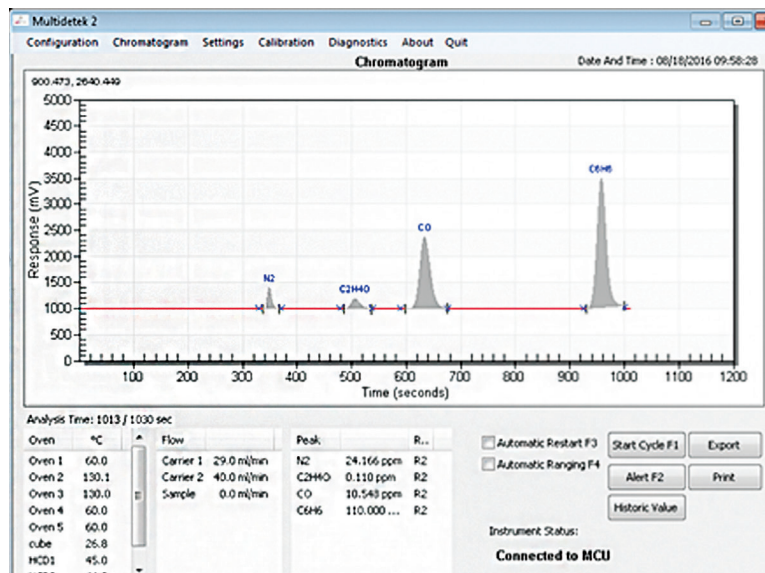 Multidetek 2
Configuration Chromatogram Settings Calibration Diagnostics About Quit
Chromatogram Date And Time : 08/18/2016 09:58:28
900.473, 2640.449
5000
4500
4000
3500
3000
2500
2000
1500
1000
500
0
Response (mV)
N2
C2H4O
CO
C6H6
100 200 300 400 500 600 700 800 900 1000 1100 1200
Time (seconds)
Analysis Time: 1013 / 1030 sec
Oven °C
Oven 1 60.0
Oven 2 130.1
Oven 3 130.0
Oven 4 60.0
Oven 5 60.0
cube 26.8
HCD1 45.0
Flow
Carrier 1 29.0 ml/min
Carrier 2 40.0 ml/min
Sample 0.0 ml/min
Peak R..
N2 24.166 ppm R2
C2H4O 0.110 ppm R2
CO 10.548 ppm R2
C6H6 110.000 ... R2
Automatic Restart F3
Automatic Ranging F4
Start Cycle F1 Export
Alert F2 Print
Historic Value
Instrument Status:
Connected to MCU